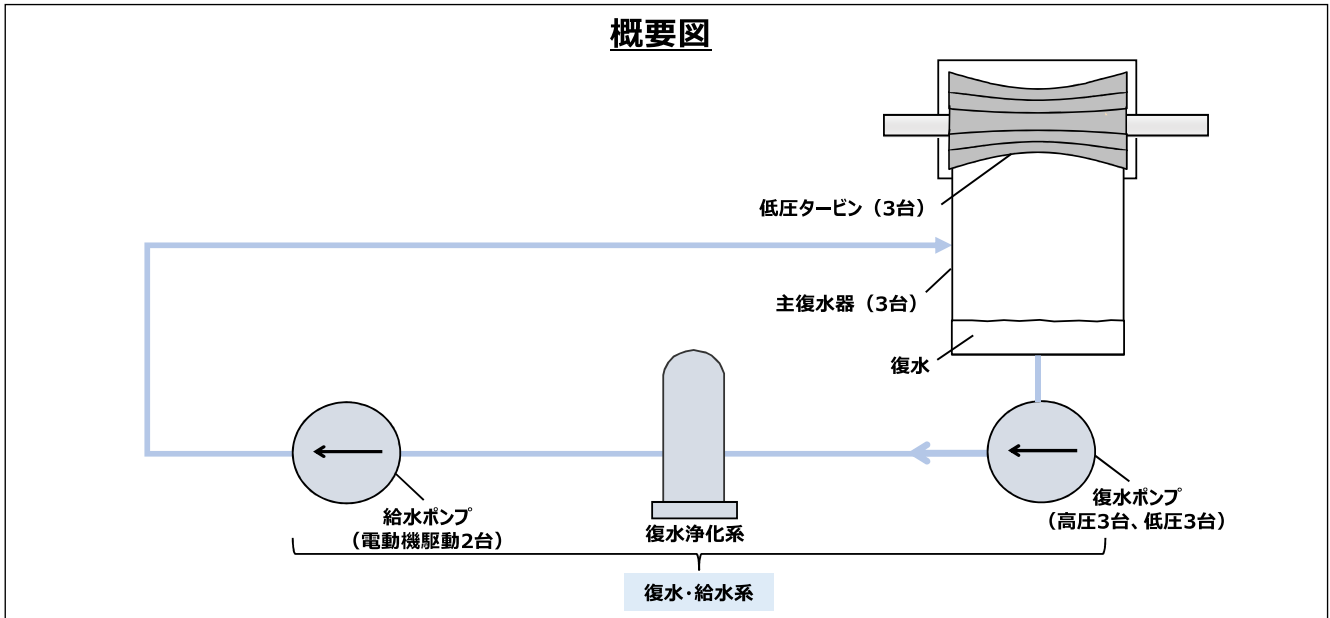 概要図
低圧タービン（3台）
主復水器（3台）
復水
給水ポンプ
（電動機駆動2台）
復水浄化系
復水ポンプ
（高圧3台、低圧3台）
復水・給水系